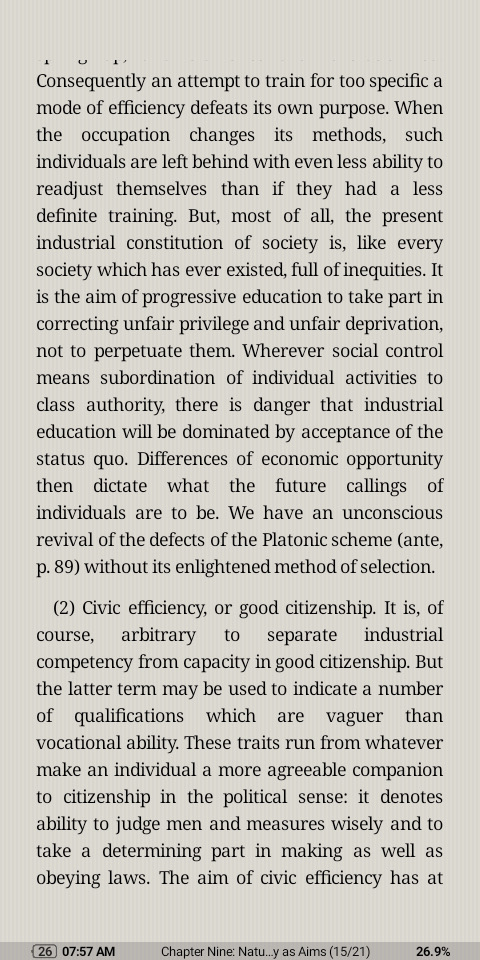 Consequently an attempt to train for too specific a
mode of efficiency defeats its own purpose. When
the occupation changes its methods, such
individuals are left behind with even less ability to
readjust themselves than if they had a less
definite training. But, most of all, the present
industrial constitution of society is, like every
society which has ever existed, full of inequities. It
is the aim of progressive education to take part in
correcting unfair privilege and unfair deprivation,
not to perpetuate them. Wherever social control
means subordination of individual activities to
class authority, there is danger that industrial
education will be dominated by acceptance of the
status quo. Differences of economic opportunity
then dictate what the future callings of
individuals are to be. We have an unconscious
revival of the defects of the Platonic scheme (ante,
p. 89) without its enlightened method of selection.
(2) Civic efficiency, or good citizenship. It is, of
course, arbitrary to separate industrial
competency from capacity in good citizenship. But
the latter term may be used to indicate a number
of qualifications which are vaguer than
vocational ability. These traits run from whatever
make an individual a more agreeable companion
to citizenship in the political sense: it denotes
ability to judge men and measures wisely and to
take a determining part in making as well as
obeying laws. The aim of civic efficiency has at
26 07:57 AM Chapter Nine: Natu...y as Aims (15/21) 26.9%